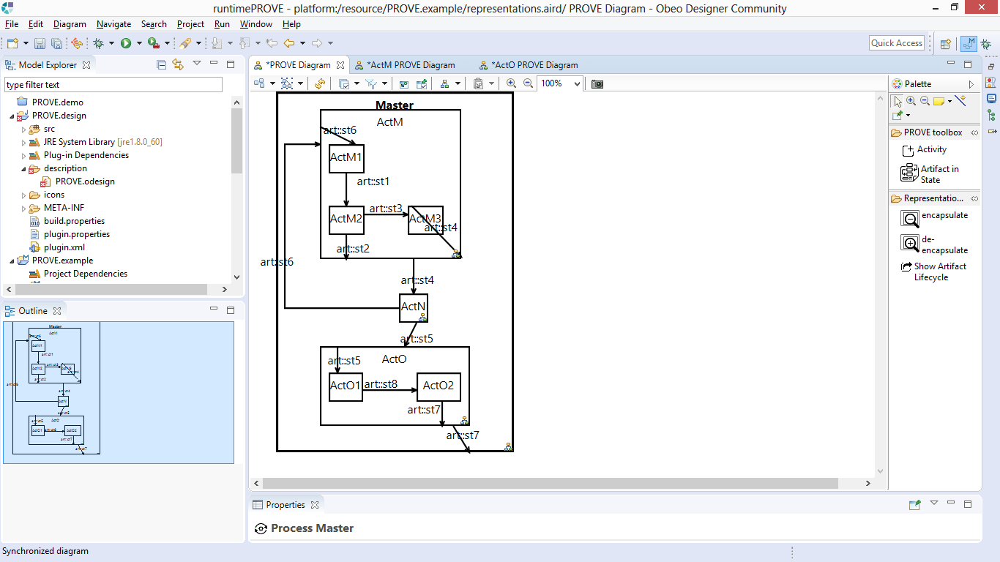 runtimePROVE - platform:/resource/PROVE.example/representations.aird/ PROVE Diagram - Obeo Designer Community
File Edit Diagram Navigate Search Project Run Window Help
Quick Access
Model Explorer
type filter text
PROVE.demo
PROVE.design
src
JRE System Library [jre1.8.0_60]
Plug-in Dependencies
description
PROVE.odesign
icons
META-INF
build.properties
plugin.properties
plugin.xml
PROVE.example
Project Dependencies
Outline
*PROVE Diagram *ActM PROVE Diagram *ActO PROVE Diagram
100%
Master
ActM
art::st6
ActM1
art::st1
ActM2
art::st3
ActM3
art::st4
art::st2
art::st6
art::st4
ActN
art::st5
ActO
art::st5
ActO1
art::st8
ActO2
art::st7
art::st7
Palette
PROVE toolbox
Activity
Artifact in
State
Representatio...
encapsulate
de-
encapsulate
Show Artifact
Lifecycle
Properties
Process Master
Synchronized diagram